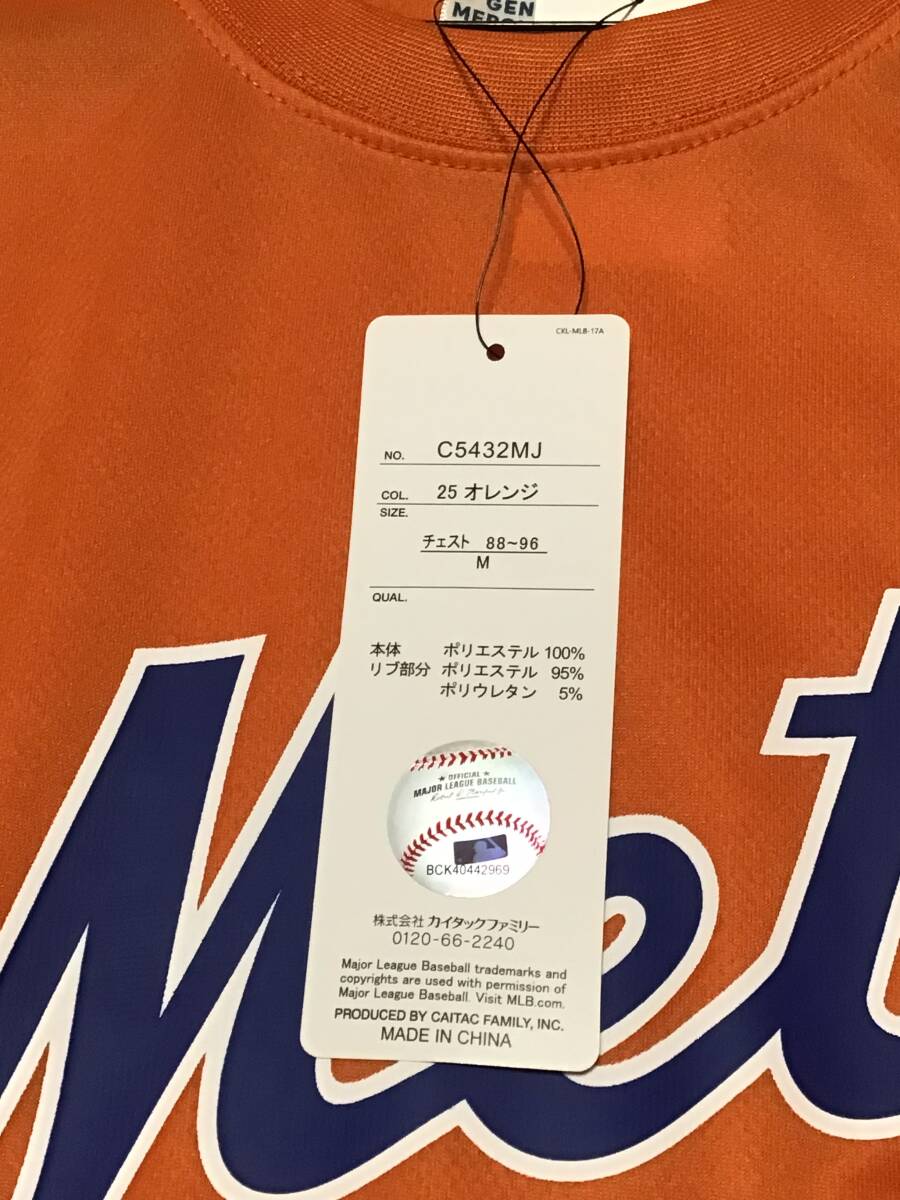 GEN
CKL-MLB-17A
NO. C5432MJ
COL. 25 オレンジ
SIZE.
チェスト 88~96
M
QUAL.
本体 ポリエステル 100%
リブ部分 ポリエステル 95%
ポリウレタン 5%
★ OFFICIAL ★
MAJOR LEAGUE BASEBALL
BCK40442969
株式会社 カイタックファミリー
0120-66-2240
Major League Baseball trademarks and
copyrights are used with permission of
Major League Baseball. Visit MLB.com.
PRODUCED BY CAITAC FAMILY, INC.
MADE IN CHINA
Met